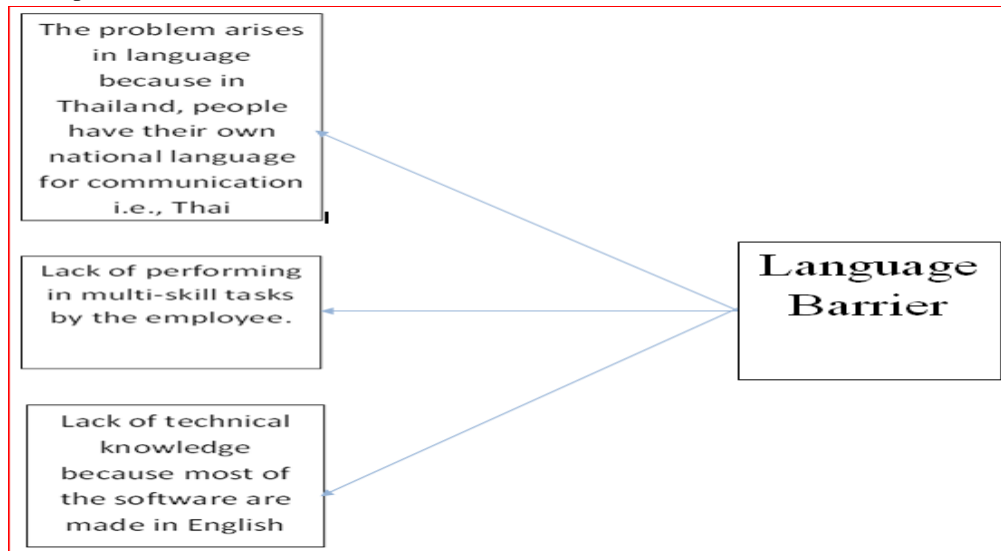 The problem arises
in language
because in
Thailand, people
have their own
national language
for communication
i.e., Thai
Lack of performing
in multi-skill tasks
by the employee.
Lack of technical
knowledge
because most of
the software are
made in English
Language
Barrier